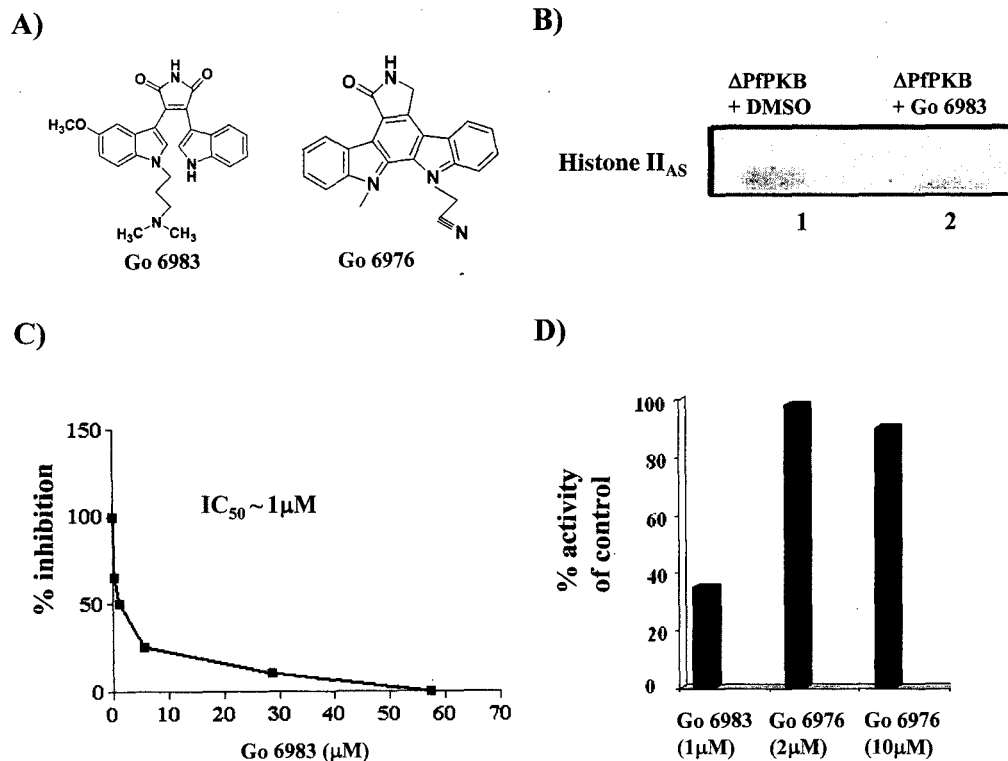 A)
NH
O
O
H₃CO
N
HN
N
H₃C
CH₃
Go 6983
O
NH
N
N
N
Go 6976
B)
ΔPfPKB
+ DMSO
ΔPfPKB
+ Go 6983
Histone II_AS
1
2
C)
% inhibition
150
100
50
0
IC₅₀ ~ 1µM
0
10
20
30
40
50
60
70
Go 6983 (µM)
D)
% activity
of control
100
80
60
40
20
0
Go 6983
(1µM)
Go 6976
(2µM)
Go 6976
(10µM)